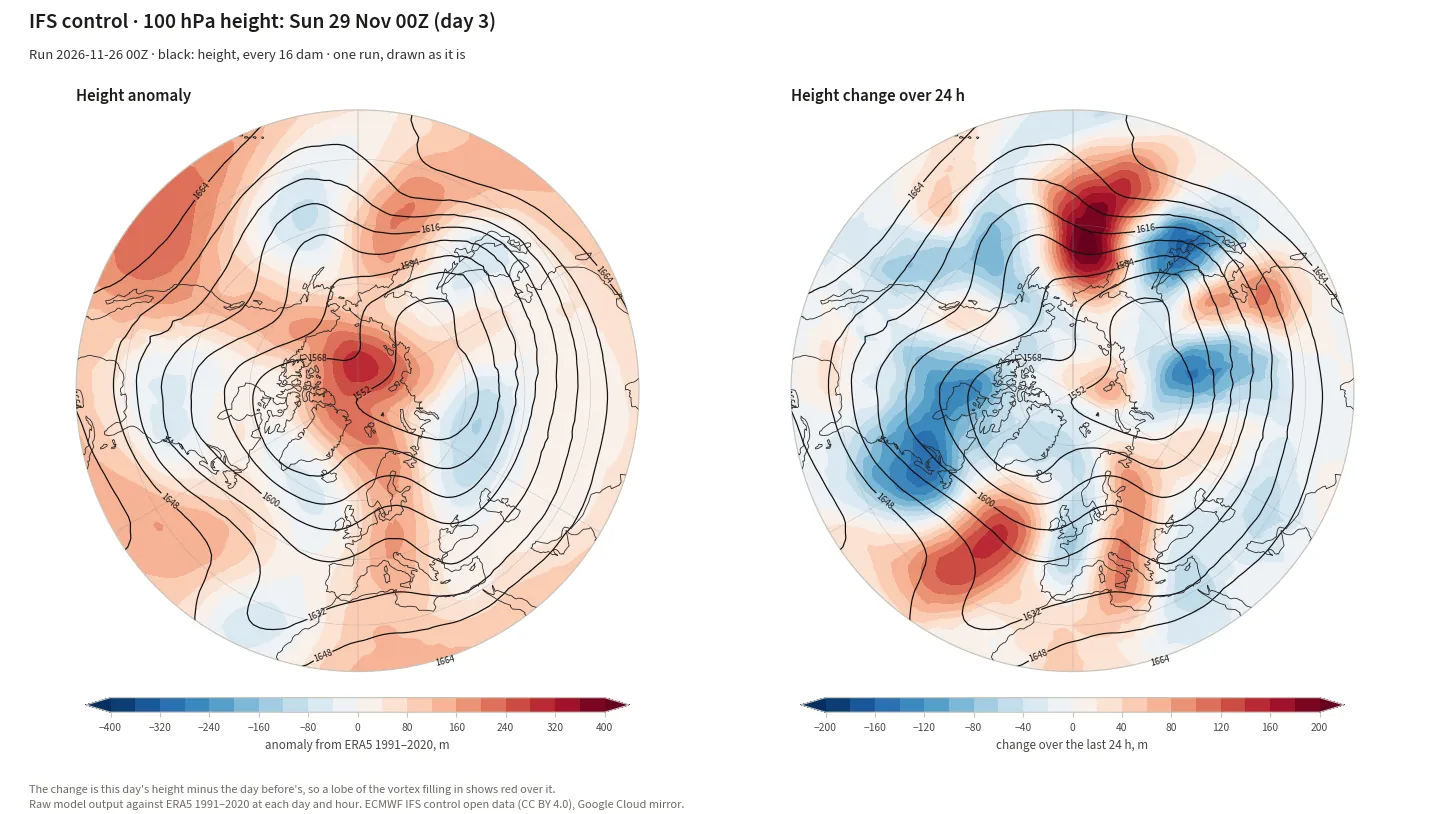 IFS control · 100 hPa height: Sun 29 Nov 00Z (day 3)
Run 2026-11-26 00Z · black: height, every 16 dam · one run, drawn as it is
Height anomaly
Height change over 24 h
1664
1616
1584
1664
1568
1552
1600
1648
1632
1648
1664
1664
1616
1584
1664
1568
1552
1600
1648
1632
1648
1664
−400 −320 −240 −160 −80 0 80 160 240 320 400
anomaly from ERA5 1991–2020, m
−200 −160 −120 −80 −40 0 40 80 120 160 200
change over the last 24 h, m
The change is this day's height minus the day before's, so a lobe of the vortex filling in shows red over it.
Raw model output against ERA5 1991–2020 at each day and hour. ECMWF IFS control open data (CC BY 4.0), Google Cloud mirror.